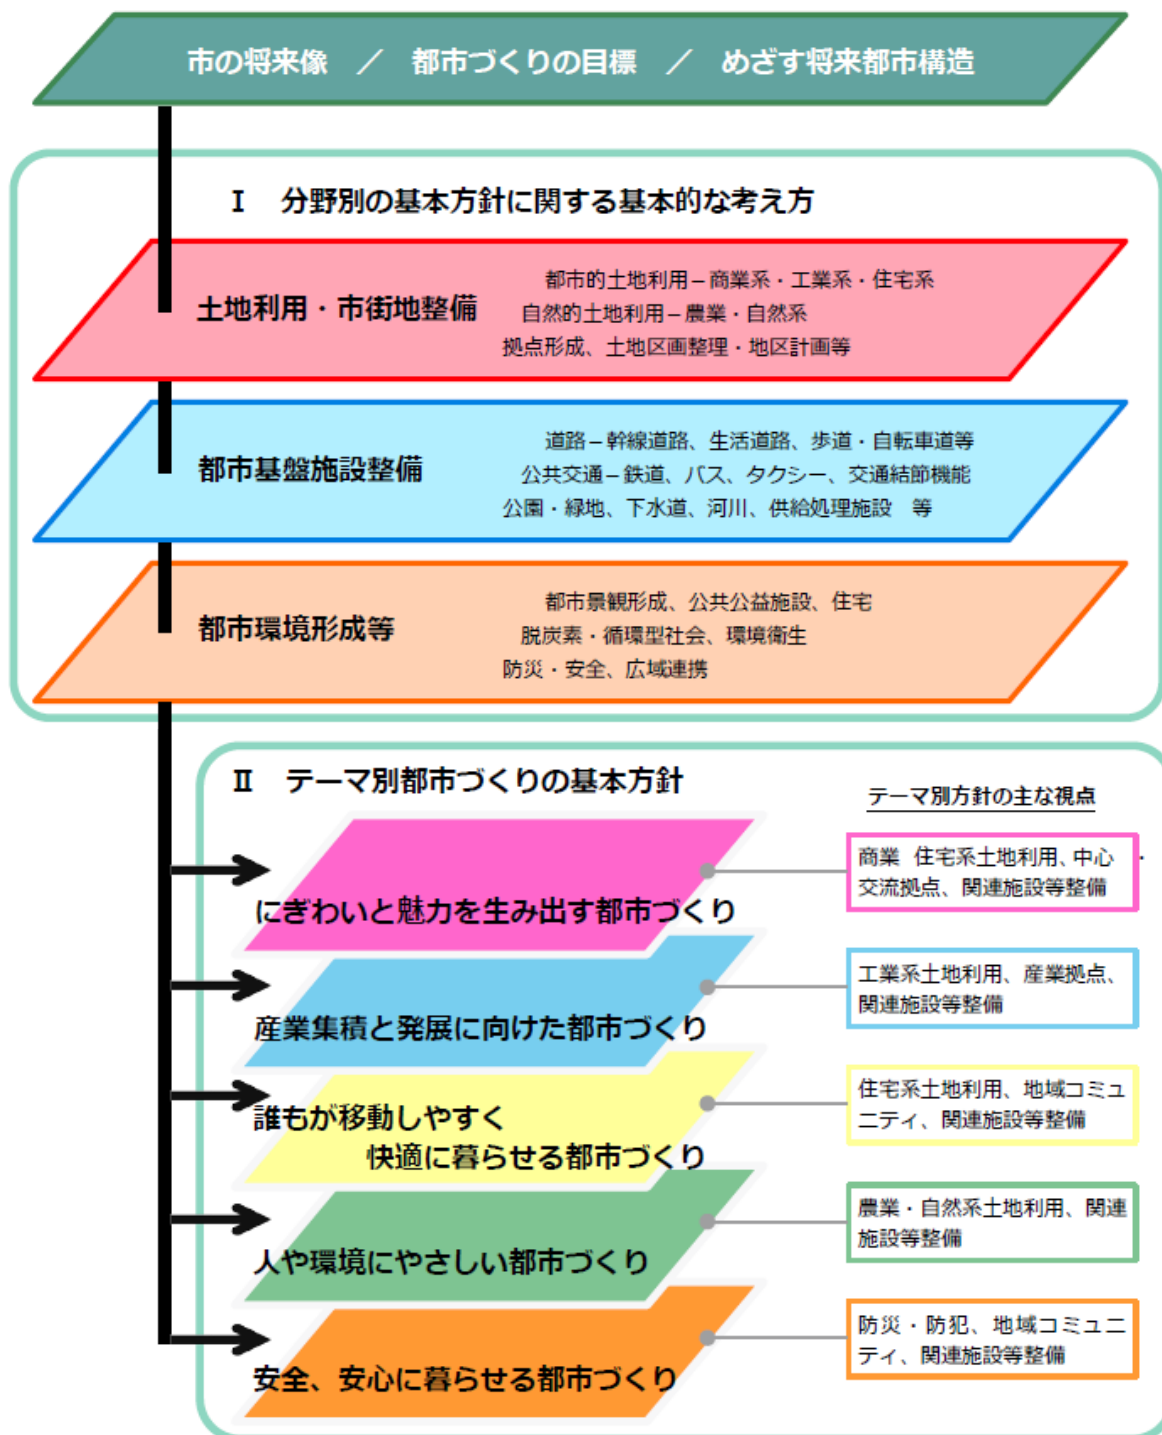 市の将来像 / 都市づくりの目標 / めざす将来都市構造
Ⅰ 分野別の基本方針に関する基本的な考え方
土地利用・市街地整備
都市的土地利用－商業系・工業系・住宅系
自然的土地利用－農業・自然系
拠点形成、土地区画整理・地区計画等
都市基盤施設整備
道路－幹線道路、生活道路、歩道・自転車道等
公共交通－鉄道、バス、タクシー、交通結節機能
公園・緑地、下水道、河川、供給処理施設 等
都市環境形成等
都市景観形成、公共公益施設、住宅
脱炭素・循環型社会、環境衛生
防災・安全、広域連携
Ⅱ テーマ別都市づくりの基本方針
テーマ別方針の主な視点
にぎわいと魅力を生み出す都市づくり
商業 住宅系土地利用、中心・
交流拠点、関連施設等整備
産業集積と発展に向けた都市づくり
工業系土地利用、産業拠点、
関連施設等整備
誰もが移動しやすく
快適に暮らせる都市づくり
住宅系土地利用、地域コミュ
ニティ、関連施設等整備
人や環境にやさしい都市づくり
農業・自然系土地利用、関連
施設等整備
安全、安心に暮らせる都市づくり
防災・防犯、地域コミュニ
ティ、関連施設等整備